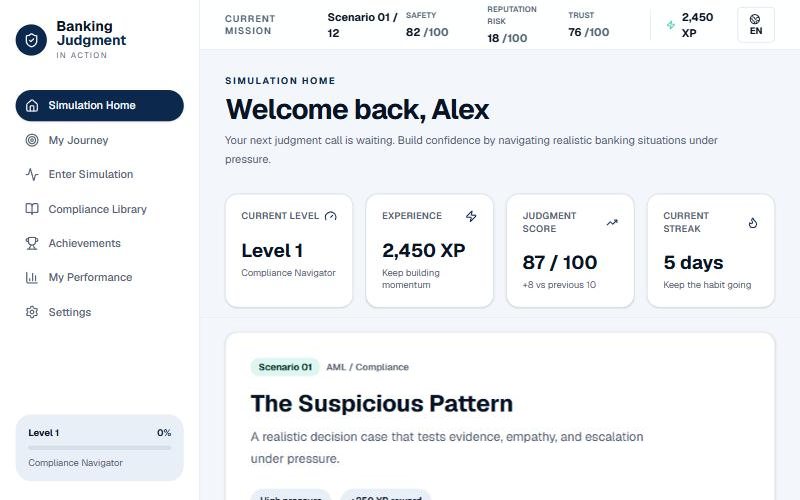 Banking
Judgment
IN ACTION
Simulation Home
My Journey
Enter Simulation
Compliance Library
Achievements
My Performance
Settings
Level 1 0%
Compliance Navigator
CURRENT
MISSION
Scenario 01 /
12
SAFETY
82 /100
REPUTATION
RISK
18 /100
TRUST
76 /100
2,450
XP
EN
SIMULATION HOME
Welcome back, Alex
Your next judgment call is waiting. Build confidence by navigating realistic banking situations under
pressure.
CURRENT LEVEL
Level 1
Compliance Navigator
EXPERIENCE
2,450 XP
Keep building
momentum
JUDGMENT
SCORE
87 / 100
+8 vs previous 10
CURRENT
STREAK
5 days
Keep the habit going
Scenario 01 AML / Compliance
The Suspicious Pattern
A realistic decision case that tests evidence, empathy, and escalation
under pressure.
High pressure +250 XP reward